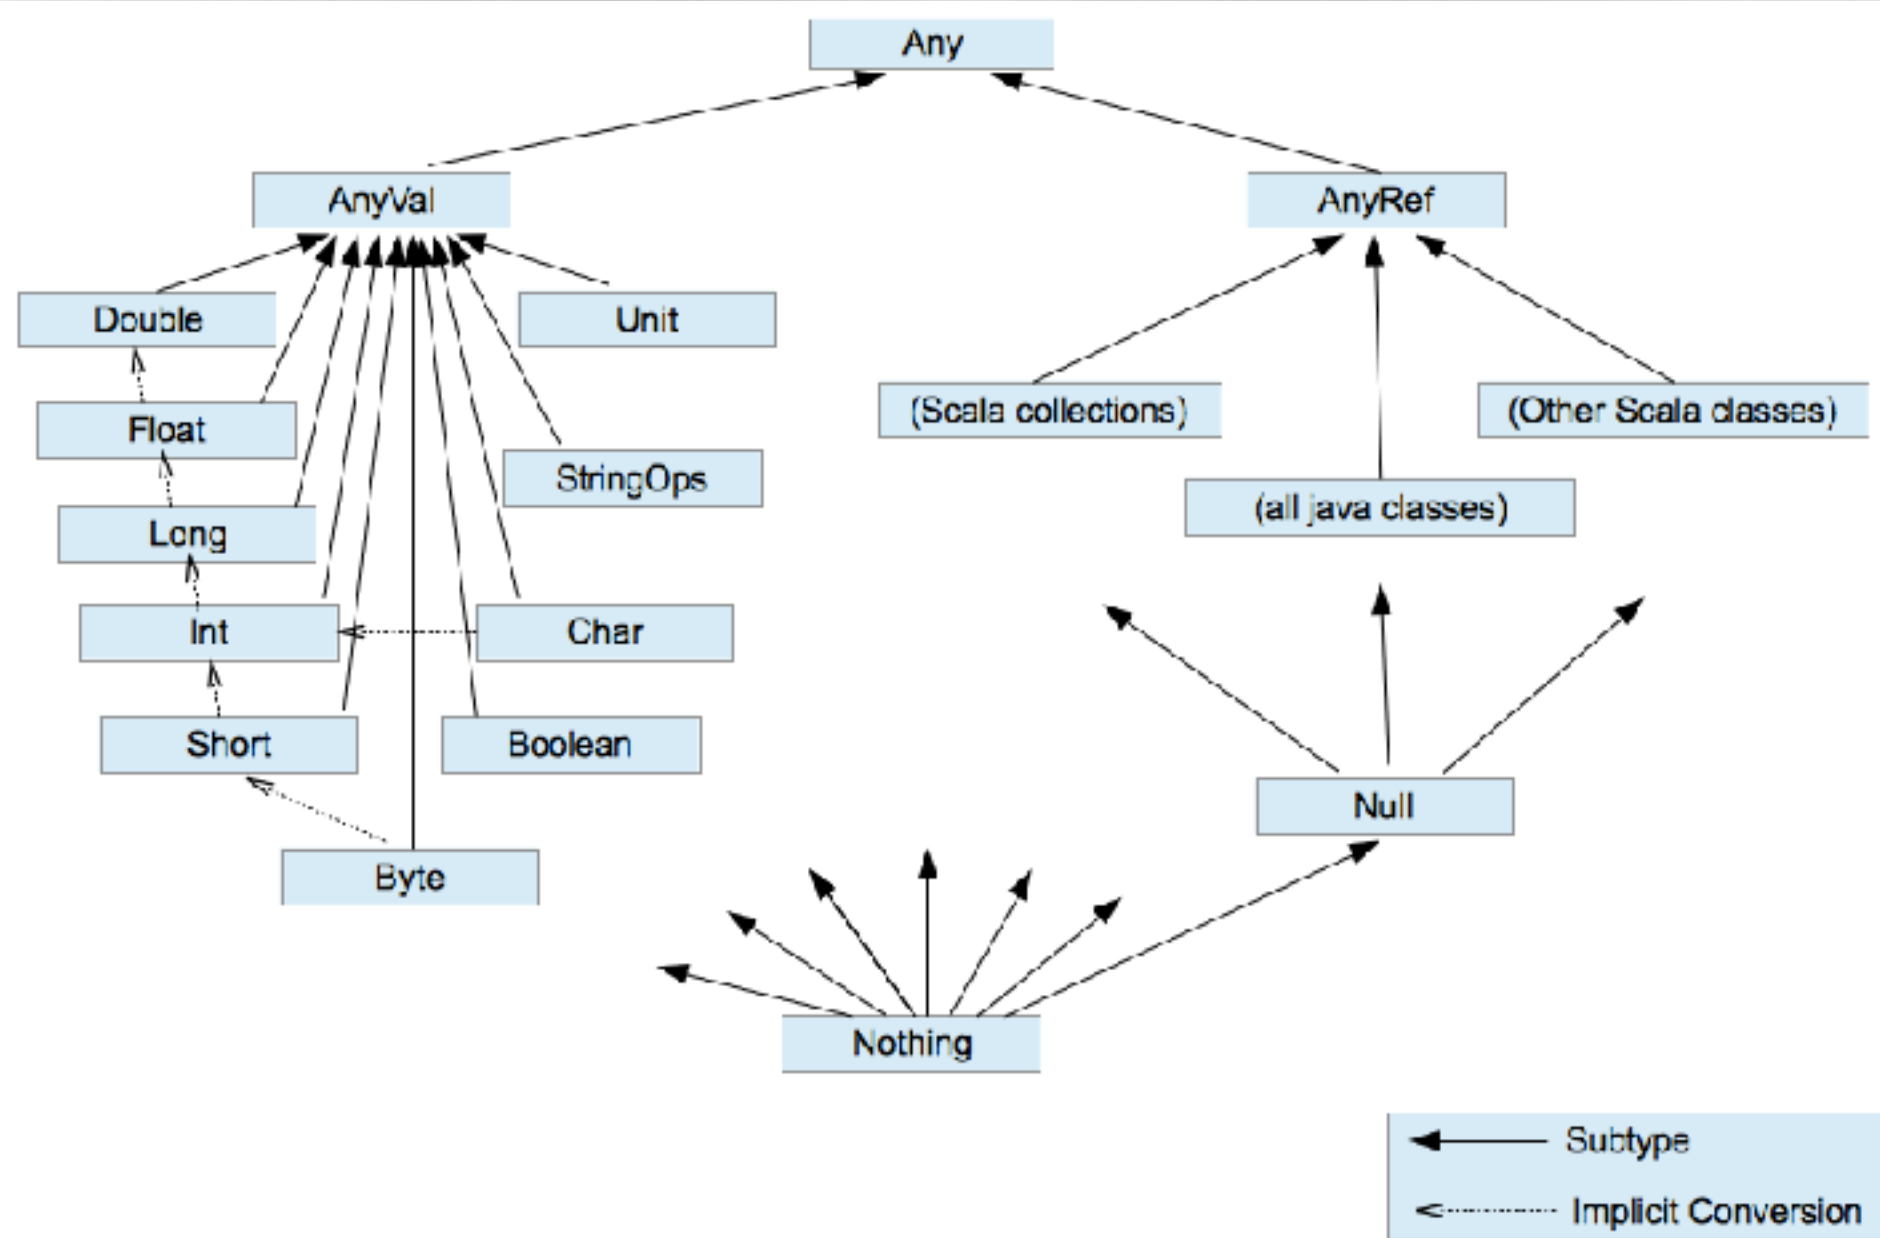 Any
AnyVal
AnyRef
Double
Unit
Float
(Scala collections)
(Other Scala classes)
StringOps
(all java classes)
Long
Int
Char
Short
Boolean
Null
Byte
Nothing
Subtype
Implicit Conversion